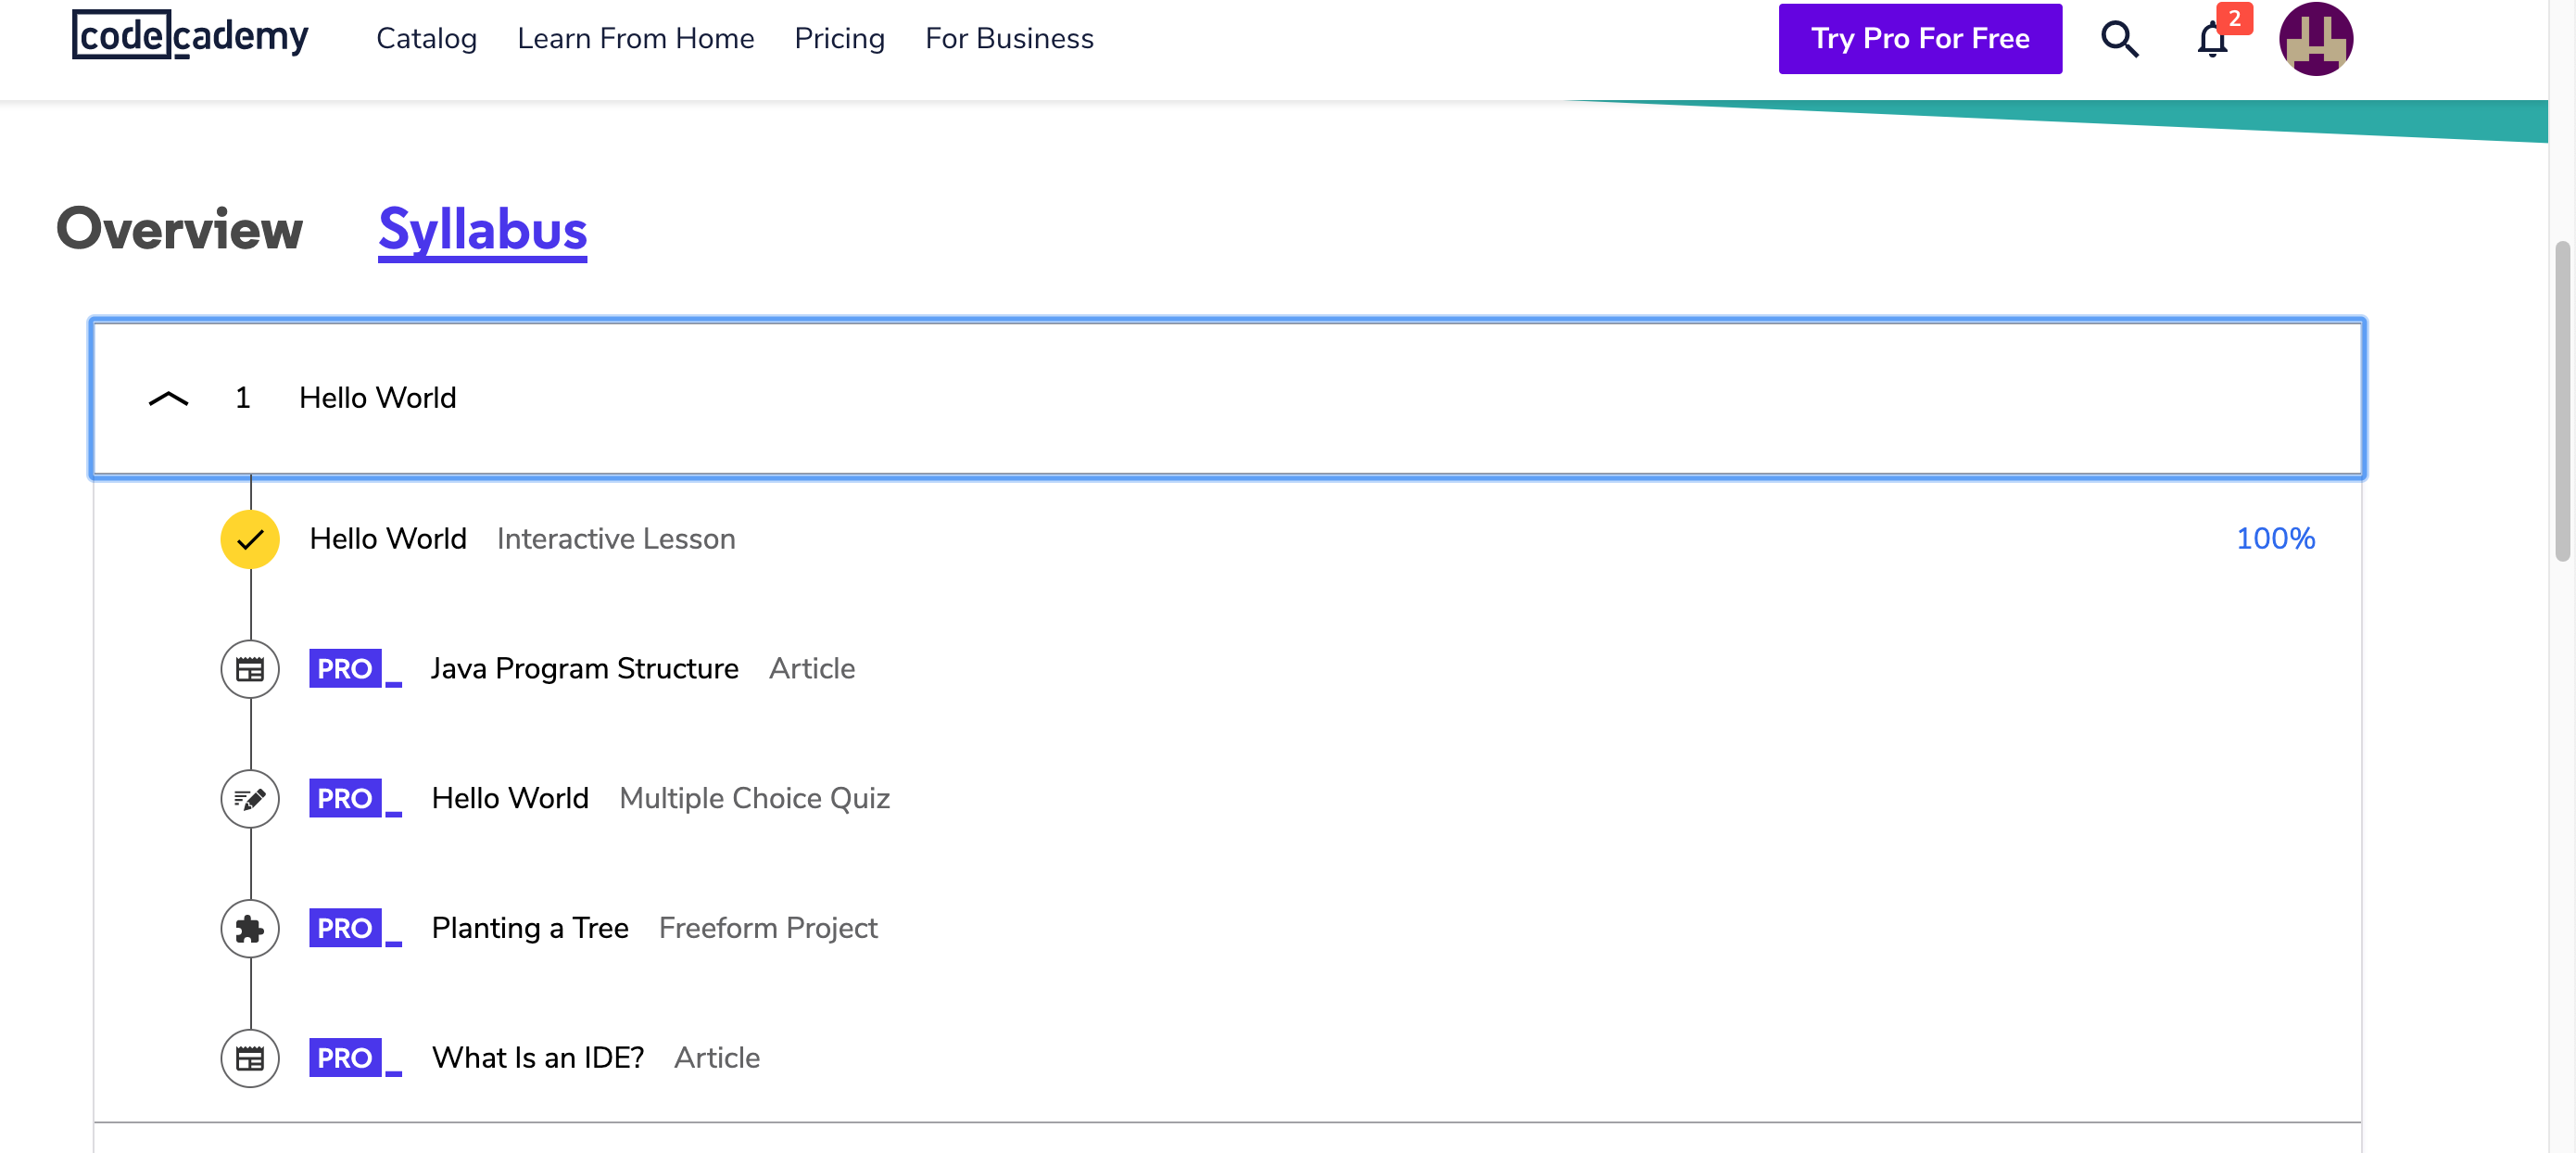 codecademy Catalog Learn From Home Pricing For Business Try Pro For Free 2
Overview Syllabus
1 Hello World
Hello World Interactive Lesson 100%
PRO Java Program Structure Article
PRO Hello World Multiple Choice Quiz
PRO Planting a Tree Freeform Project
PRO What Is an IDE? Article